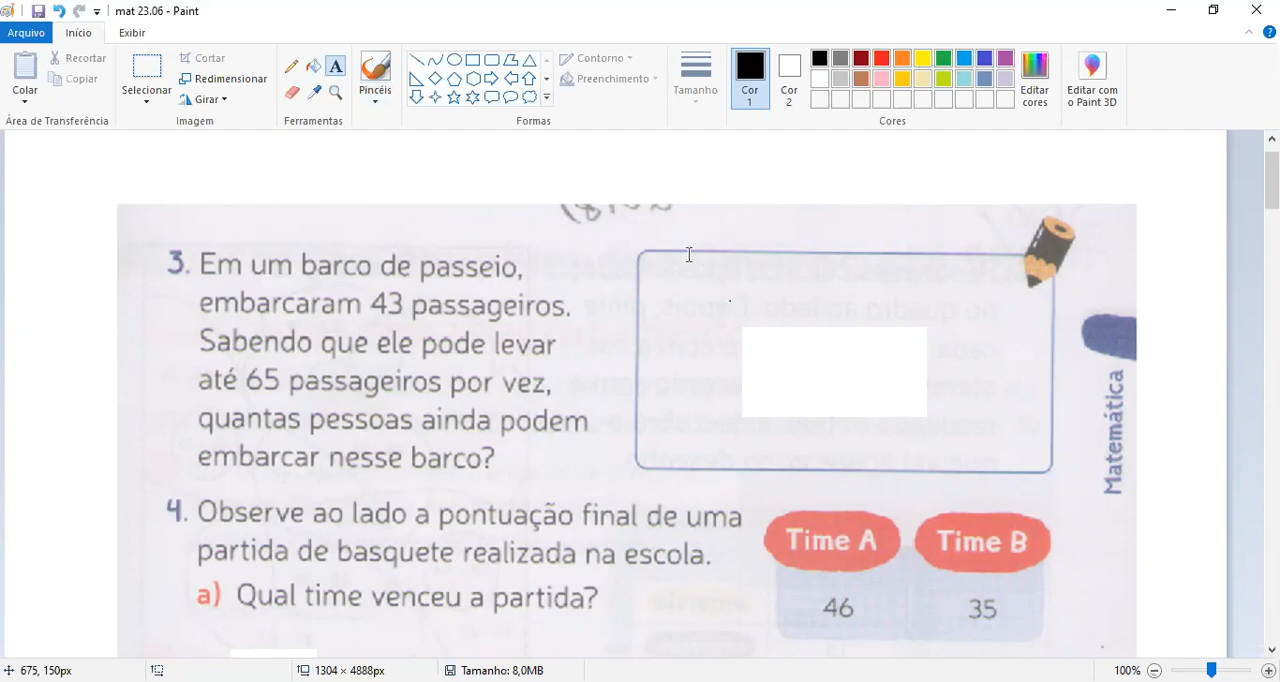 mat 23.06 - Paint
Arquivo
Início
Exibir
Colar
Recortar
Copiar
Área de Transferência
Selecionar
Cortar
Redimensionar
Girar
Imagem
A
Ferramentas
Pincéis
Contorno
Preenchimento
Formas
Tamanho
Cor
1
Cor
2
Editar
cores
Cores
Editar com
o Paint 3D
3. Em um barco de passeio,
embarcaram 43 passageiros.
Sabendo que ele pode levar
até 65 passageiros por vez,
quantas pessoas ainda podem
embarcar nesse barco?
Matemática
4. Observe ao lado a pontuação final de uma
partida de basquete realizada na escola.
a) Qual time venceu a partida?
Time A
Time B
46
35
675, 150px
1304 × 4888px
Tamanho: 8,0MB
100%